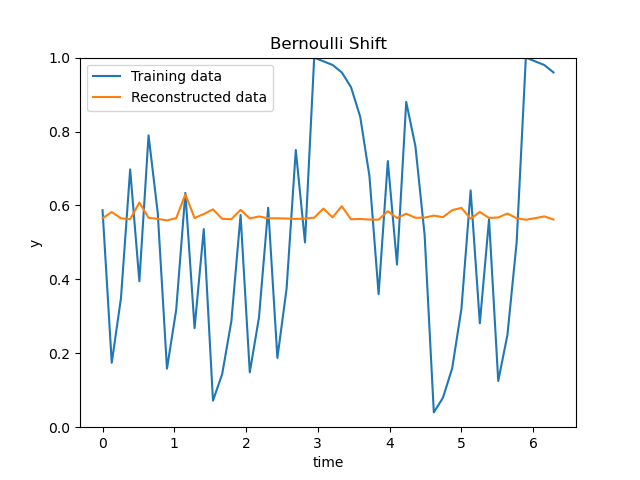 Bernoulli Shift
Training data
Reconstructed data
1.0
0.8
0.6
0.4
0.2
0.0
y
0 1 2 3 4 5 6
time